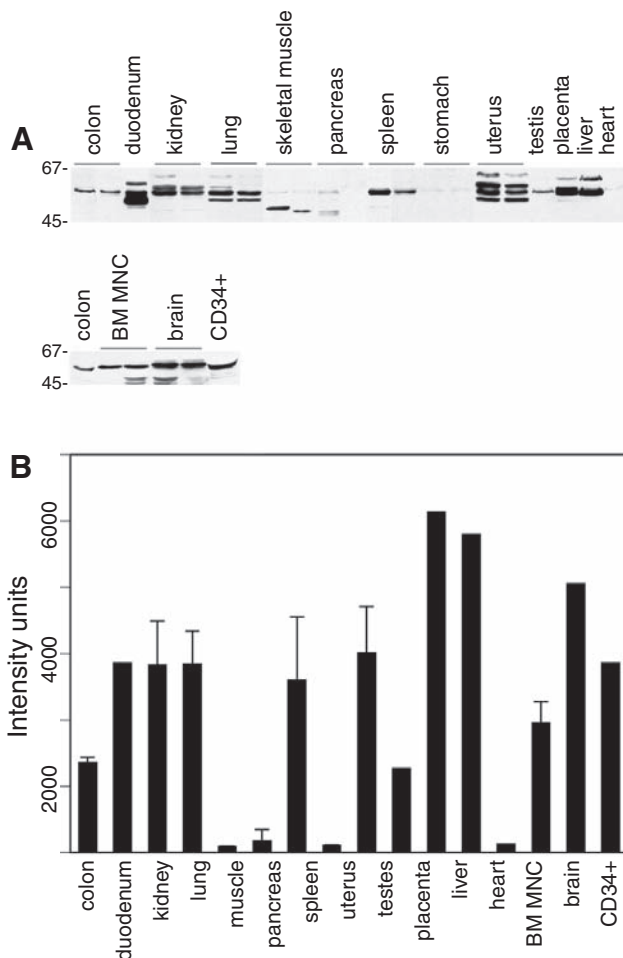 A
colon
duodenum
kidney
lung
skeletal muscle
pancreas
spleen
stomach
uterus
testis
placenta
liver
heart
67-
45-
colon
BM MNC
brain
CD34+
67-
45-
B
Intensity units
6000
4000
2000
colon
duodenum
kidney
lung
muscle
pancreas
spleen
uterus
testes
placenta
liver
heart
BM MNC
brain
CD34+